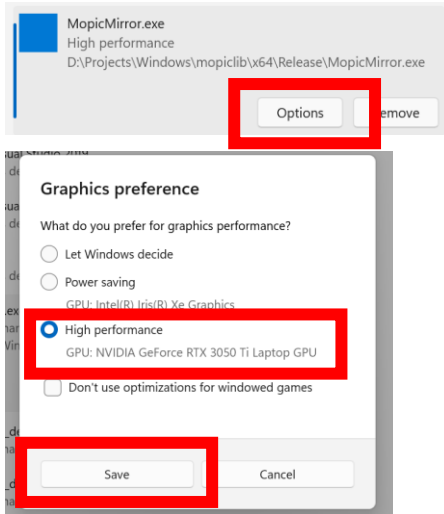 MopicMirror.exe
High performance
D:\Projects\Windows\mopiclib\x64\Release\MopicMirror.exe
Options
emove
Graphics preference
What do you prefer for graphics performance?
Let Windows decide
Power saving
GPU: Intel(R) Iris(R) Xe Graphics
High performance
GPU: NVIDIA GeForce RTX 3050 Ti Laptop GPU
Don't use optimizations for windowed games
Save
Cancel